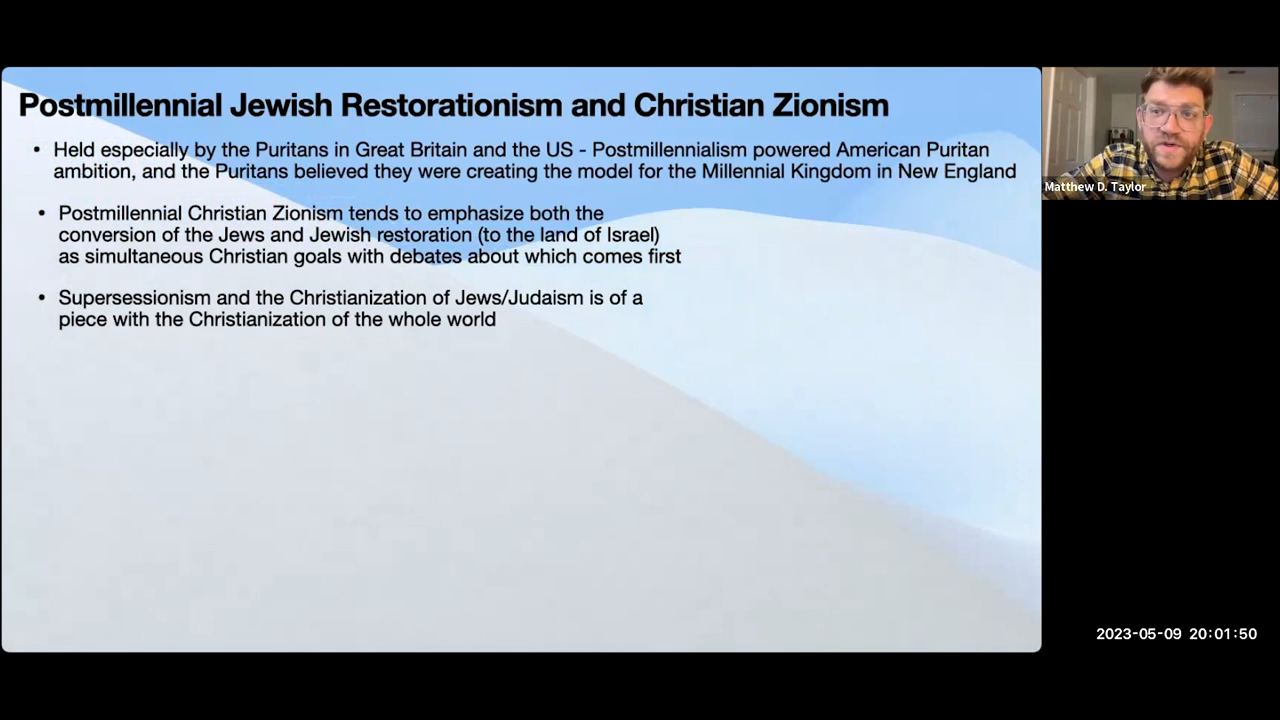 Postmillennial Jewish Restorationism and Christian Zionism
• Held especially by the Puritans in Great Britain and the US - Postmillennialism powered American Puritan
ambition, and the Puritans believed they were creating the model for the Millennial Kingdom in New England
• Postmillennial Christian Zionism tends to emphasize both the
conversion of the Jews and Jewish restoration (to the land of Israel)
as simultaneous Christian goals with debates about which comes first
• Supersessionism and the Christianization of Jews/Judaism is of a
piece with the Christianization of the whole world
Matthew D. Taylor
2023-05-09 20:01:50